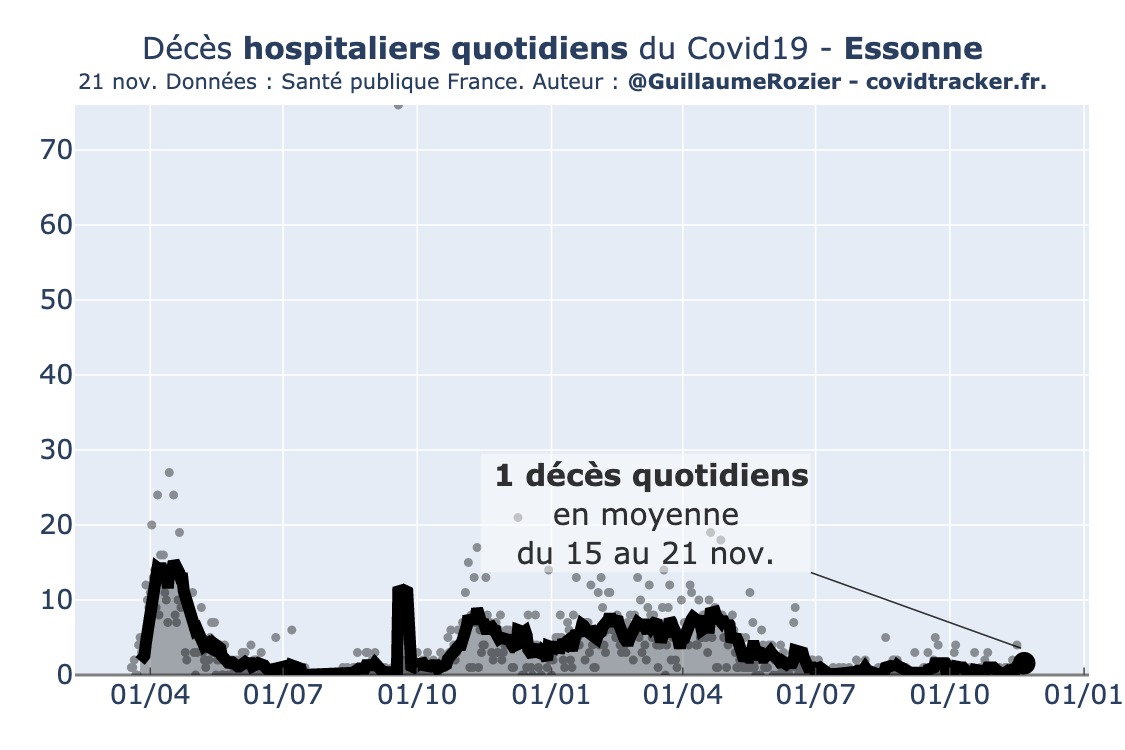 Décès hospitaliers quotidiens du Covid19 - Essonne
21 nov. Données : Santé publique France. Auteur : @GuillaumeRozier - covidtracker.fr.
70
60
50
40
30
20
10
0
1 décès quotidiens
en moyenne
du 15 au 21 nov.
01/04 01/07 01/10 01/01 01/04 01/07 01/10 01/01